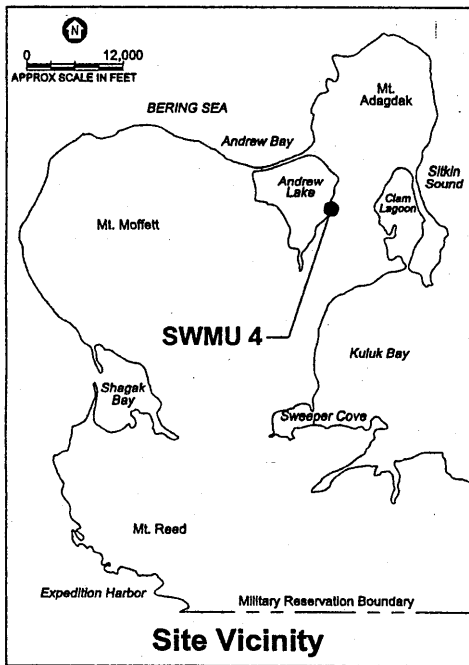 N
0 12,000
APPROX SCALE IN FEET
BERING SEA
Mt.
Adagdak
Andrew Bay
Sitkin
Sound
Andrew
Lake
Clam
Lagoon
Mt. Moffett
SWMU 4
Kuluk Bay
Shagak
Bay
Sweeper Cove
Mt. Reed
Expedition Harbor
Military Reservation Boundary
Site Vicinity